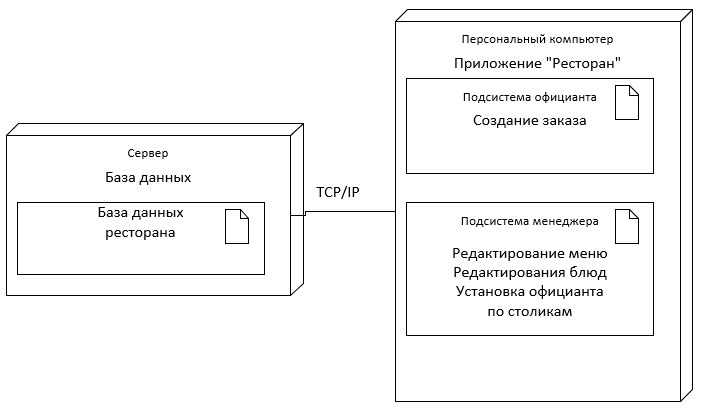 Сервер
База данных
База данных
ресторана
TCP/IP
Персональный компьютер
Приложение "Ресторан"
Подсистема официанта
Создание заказа
Подсистема менеджера
Редактирование меню
Редактирования блюд
Установка официанта
по столикам